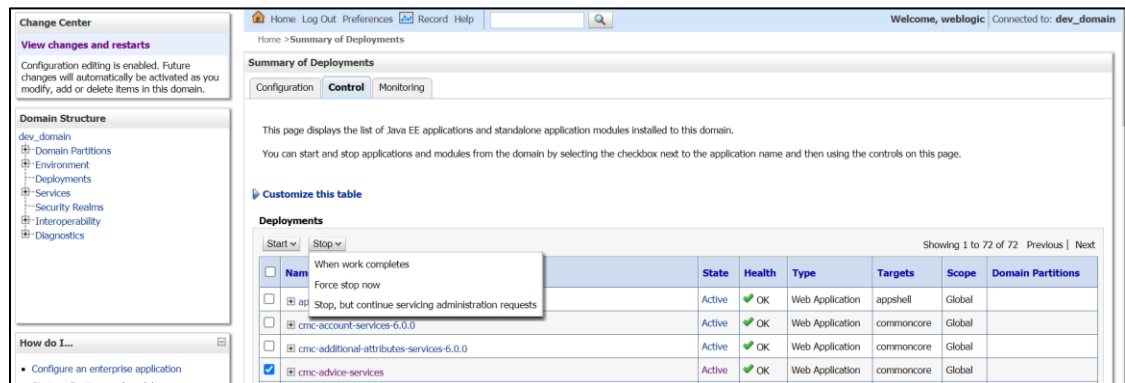 Change Center
View changes and restarts
Configuration editing is enabled. Future
changes will automatically be activated as you
modify, add or delete items in this domain.
Domain Structure
dev_domain
Domain Partitions
Environment
Deployments
Services
Security Realms
Interoperability
Diagnostics
How do I...
Configure an enterprise application
Home Log Out Preferences Record Help
Welcome, weblogic Connected to: dev_domain
Home >Summary of Deployments
Summary of Deployments
Configuration Control Monitoring
This page displays the list of Java EE applications and standalone application modules installed to this domain.
You can start and stop applications and modules from the domain by selecting the checkbox next to the application name and then using the controls on this page.
Customize this table
Deployments
Start Stop Showing 1 to 72 of 72 Previous | Next
When work completes
Force stop now
Stop, but continue servicing administration requests
State Health Type Targets Scope Domain Partitions
Active OK Web Application appshell Global
cmc-account-services-6.0.0 Active OK Web Application commoncore Global
cmc-additional-attributes-services-6.0.0 Active OK Web Application commoncore Global
cmc-advice-services Active OK Web Application commoncore Global